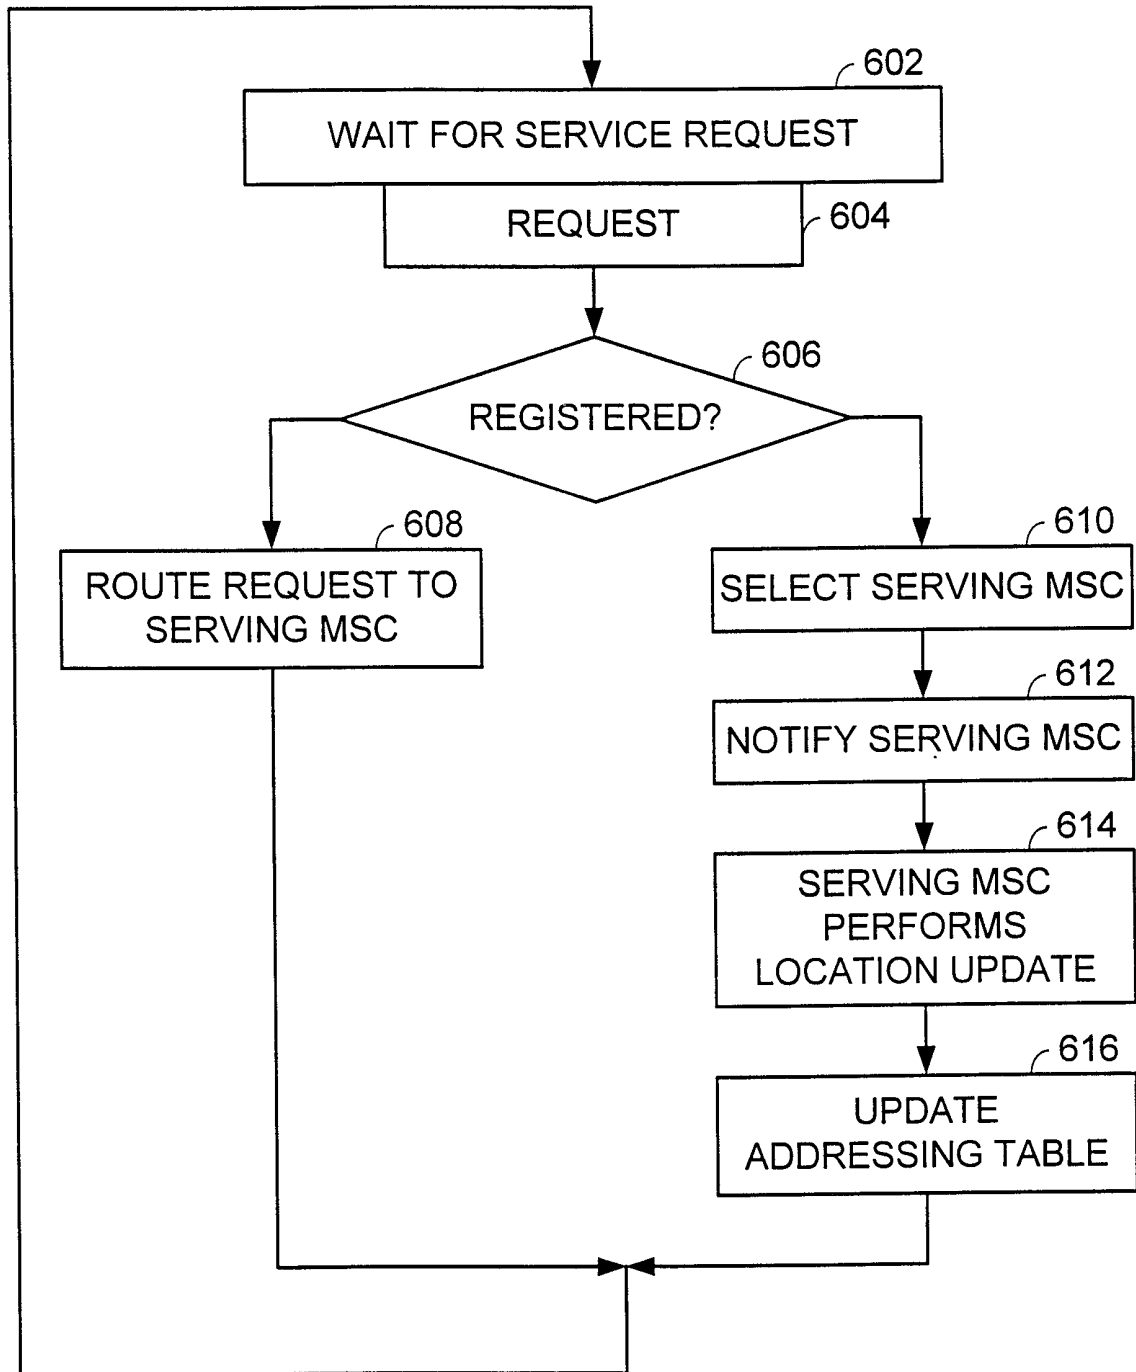 602
WAIT FOR SERVICE REQUEST
REQUEST
604
606
REGISTERED?
608
ROUTE REQUEST TO
SERVING MSC
610
SELECT SERVING MSC
612
NOTIFY SERVING MSC
614
SERVING MSC
PERFORMS
LOCATION UPDATE
616
UPDATE
ADDRESSING TABLE